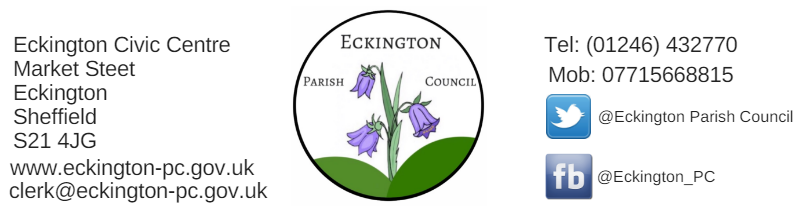 Eckington Civic Centre
Market Steet
Eckington
Sheffield
S21 4JG
www.eckington-pc.gov.uk
clerk@eckington-pc.gov.uk
Eckington
Parish Council
Tel: (01246) 432770
Mob: 07715668815
@Eckington Parish Council
fb @Eckington_PC